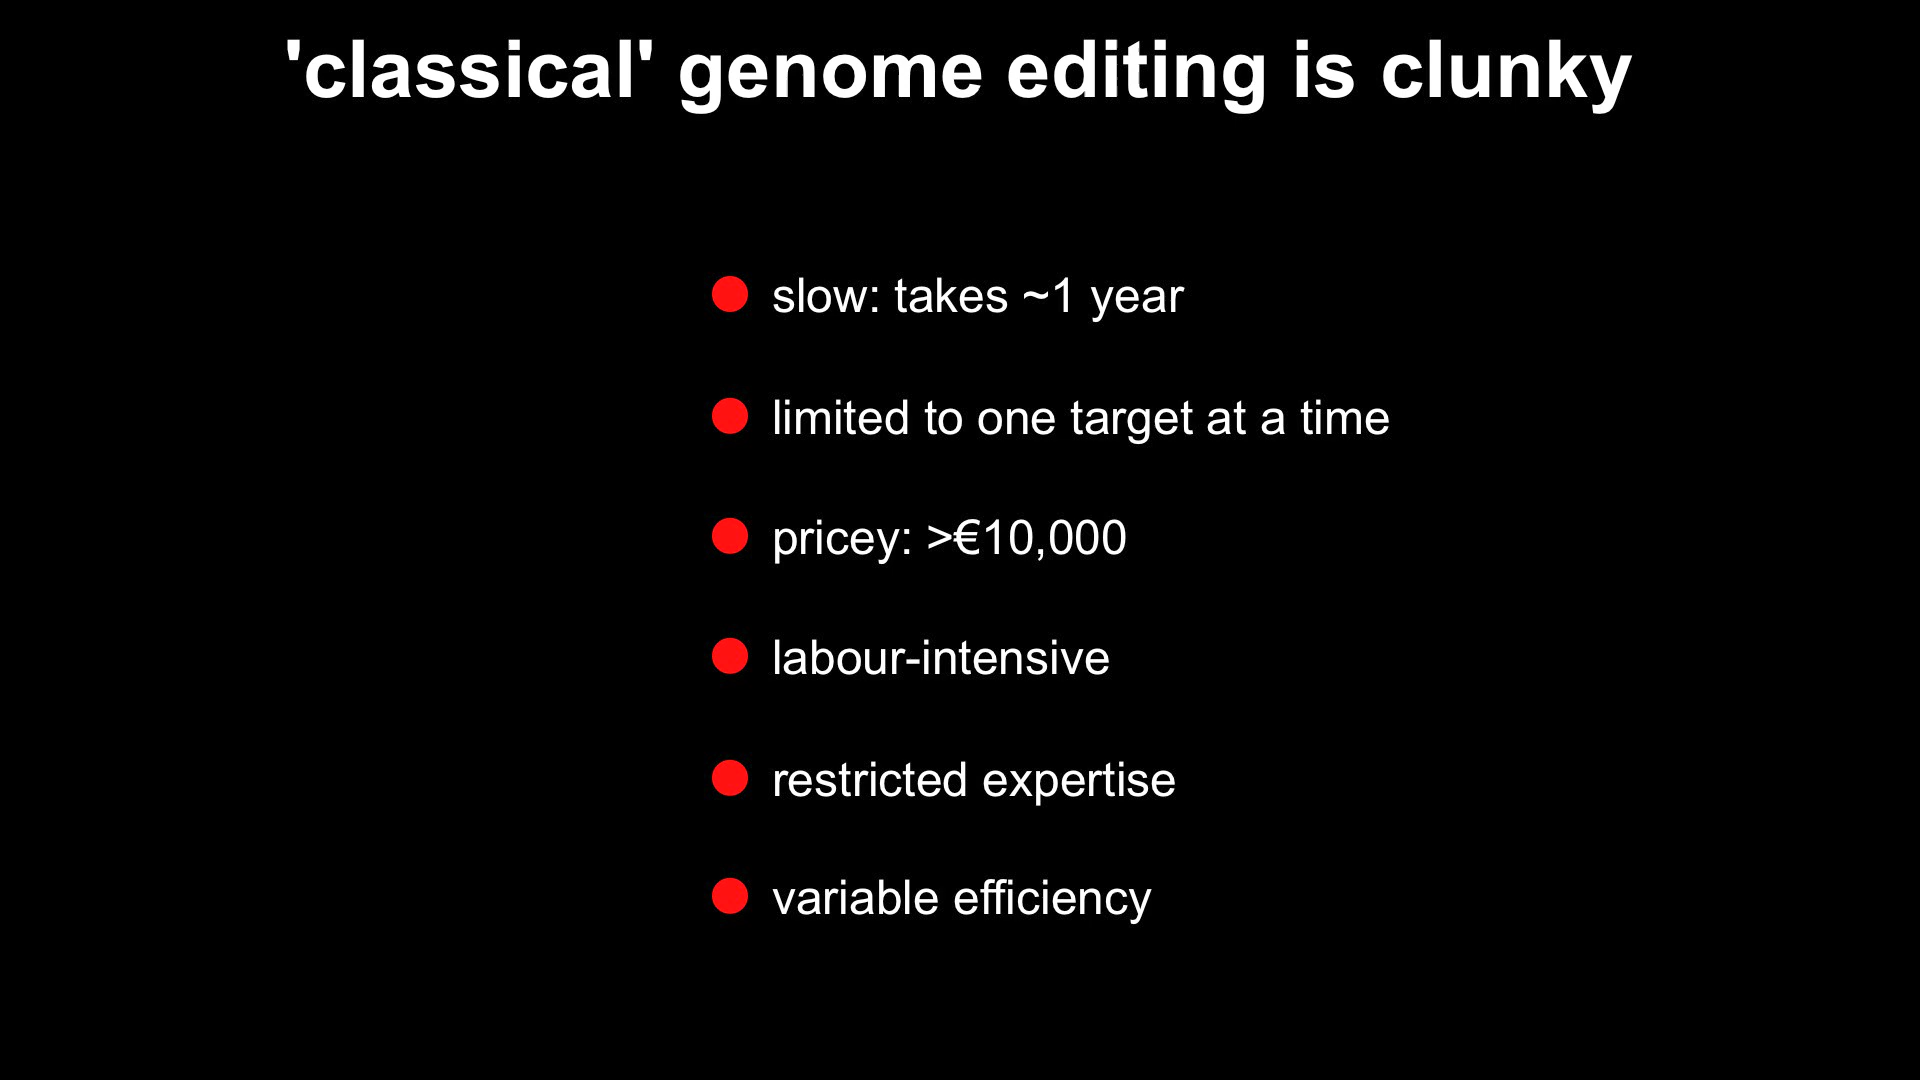 'classical' genome editing is clunky
slow: takes ~1 year
limited to one target at a time
pricey: >€10,000
labour-intensive
restricted expertise
variable efficiency